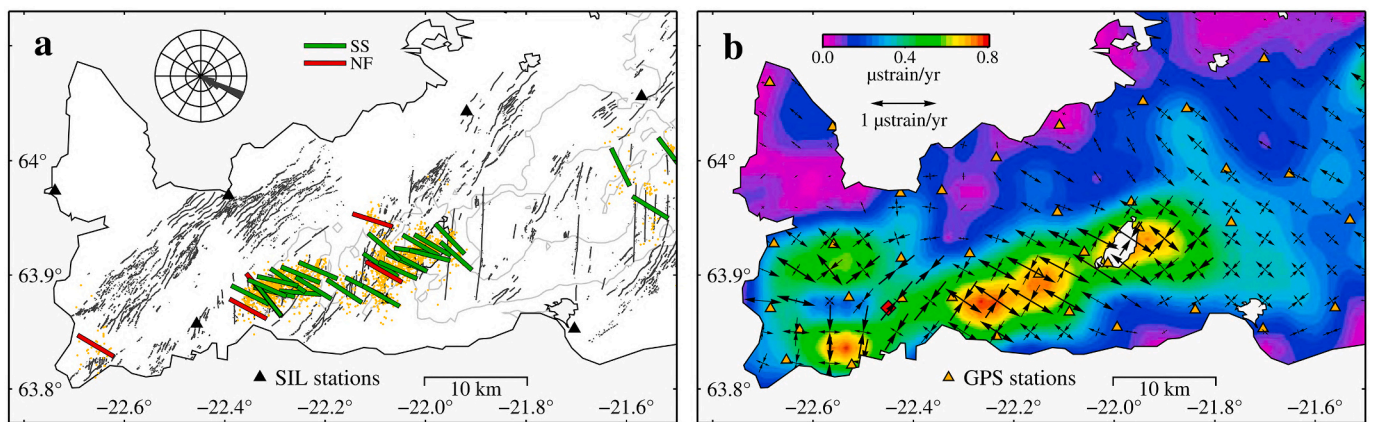 a
SS
NF
64°
63.9°
63.8°
SIL stations
10 km
−22.6° −22.4° −22.2° −22.0° −21.8° −21.6°
b
0.0 0.4 0.8
μstrain/yr
1 μstrain/yr
64°
63.9°
63.8°
GPS stations
10 km
−22.6° −22.4° −22.2° −22.0° −21.8° −21.6°